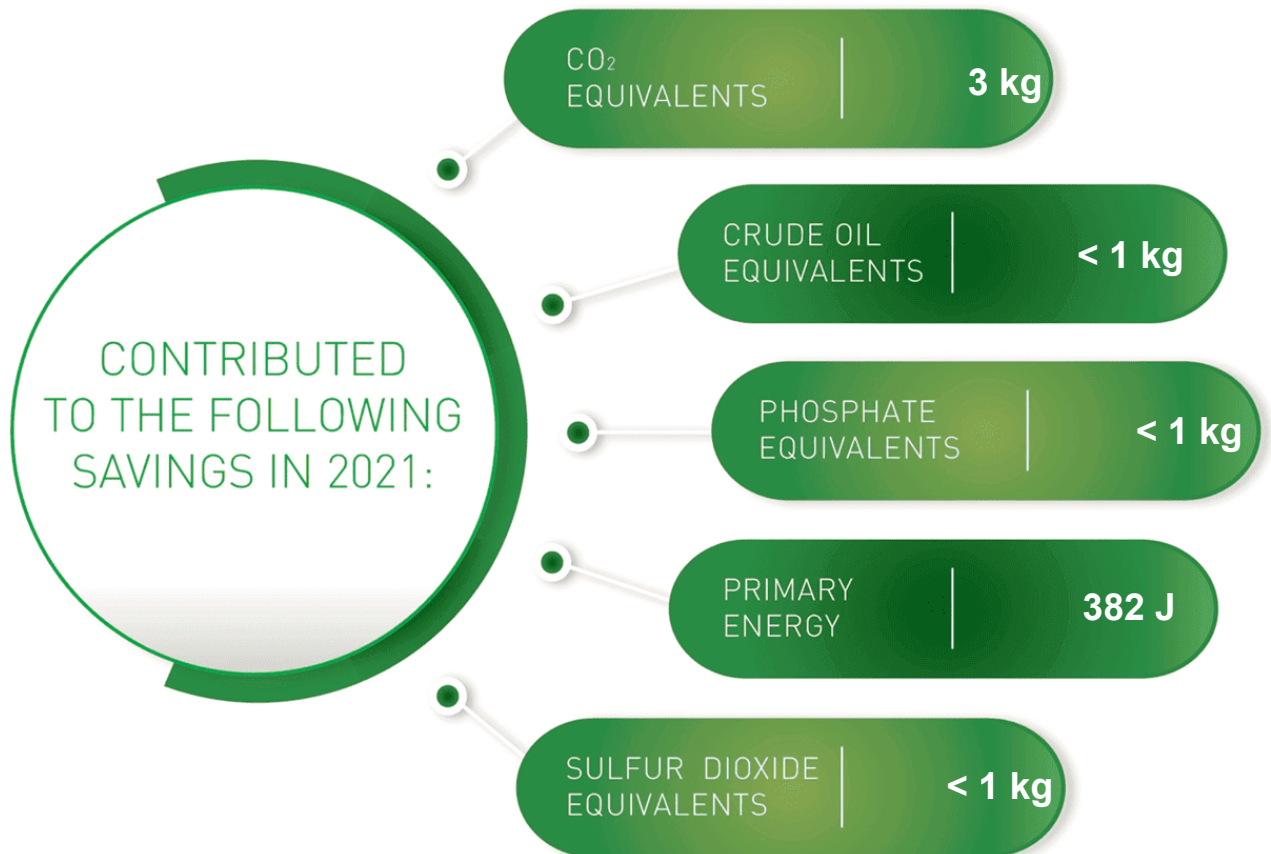 CONTRIBUTED
TO THE FOLLOWING
SAVINGS IN 2021:
CO₂
EQUIVALENTS
3 kg
CRUDE OIL
EQUIVALENTS
< 1 kg
PHOSPHATE
EQUIVALENTS
< 1 kg
PRIMARY
ENERGY
382 J
SULFUR DIOXIDE
EQUIVALENTS
< 1 kg